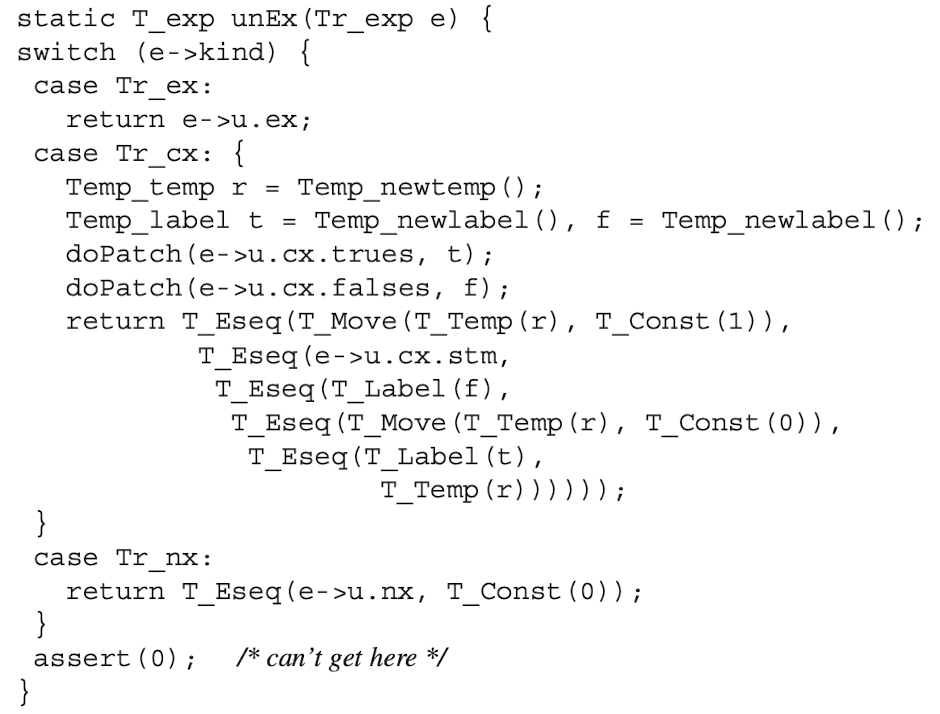 static T_exp unEx(Tr_exp e) {
switch (e->kind) {
 case Tr_ex:
   return e->u.ex;
 case Tr_cx: {
   Temp_temp r = Temp_newtemp();
   Temp_label t = Temp_newlabel(), f = Temp_newlabel();
   doPatch(e->u.cx.trues, t);
   doPatch(e->u.cx.falses, f);
   return T_Eseq(T_Move(T_Temp(r), T_Const(1)),
           T_Eseq(e->u.cx.stm,
            T_Eseq(T_Label(f),
             T_Eseq(T_Move(T_Temp(r), T_Const(0)),
              T_Eseq(T_Label(t),
                      T_Temp(r))))));
 }
 case Tr_nx:
   return T_Eseq(e->u.nx, T_Const(0));
 }
 assert(0);  /* can't get here */
}